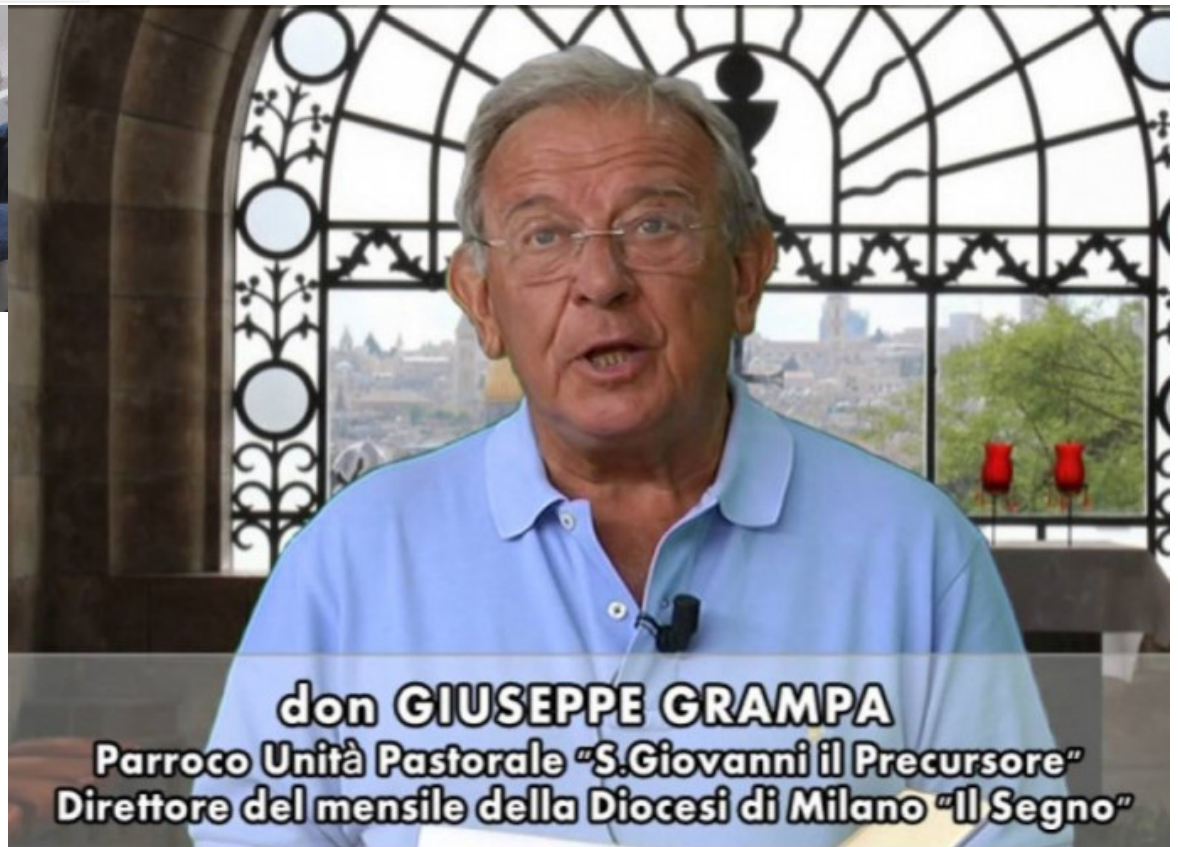 don GIUSEPPE GRAMPA
Parroco Unità Pastorale "S.Giovanni il Precursore"
Direttore del mensile della Diocesi di Milano "Il Segno"